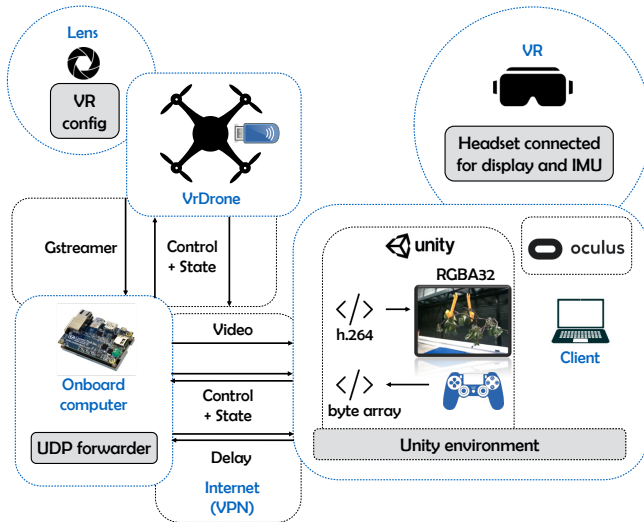 Lens
VR
config
VrDrone
VR
Headset connected
for display and IMU
Gstreamer
Control
+ State
unity
oculus
RGBA32
h.264
byte array
Client
Unity environment
Onboard
computer
UDP forwarder
Video
Control
+ State
Delay
Internet
(VPN)